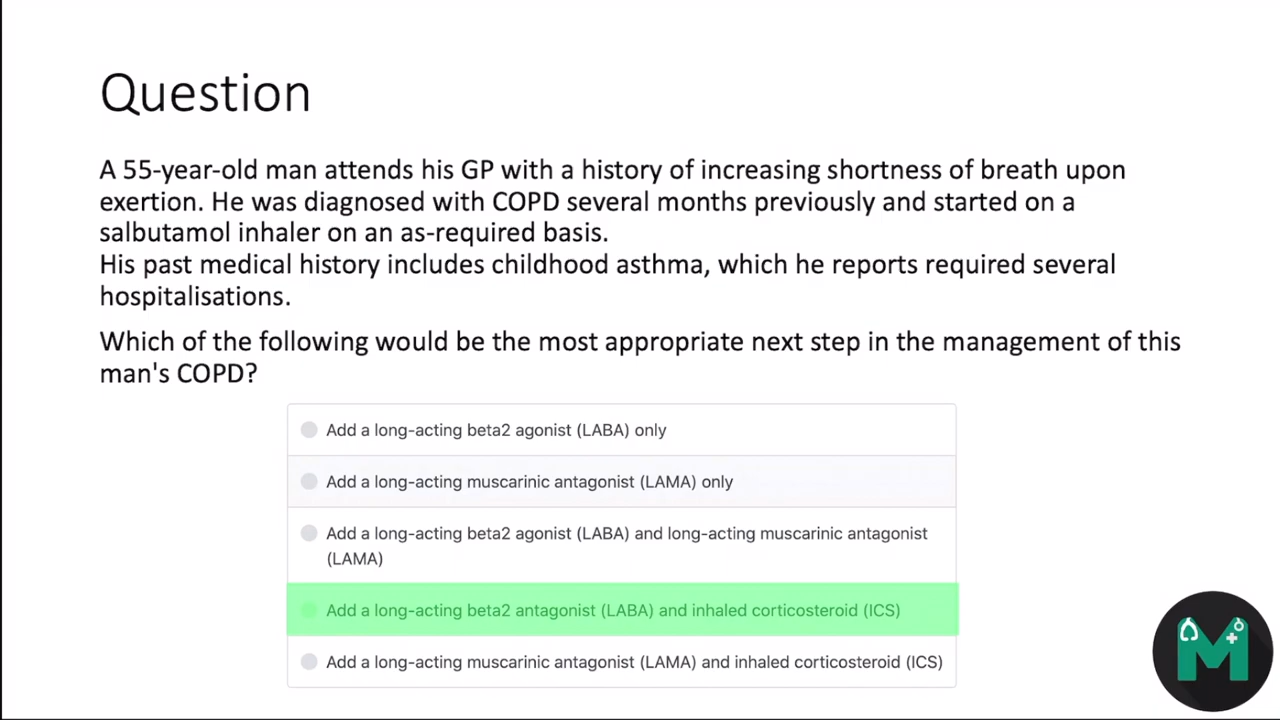 Question
A 55-year-old man attends his GP with a history of increasing shortness of breath upon
exertion. He was diagnosed with COPD several months previously and started on a
salbutamol inhaler on an as-required basis.
His past medical history includes childhood asthma, which he reports required several
hospitalisations.
Which of the following would be the most appropriate next step in the management of this
man's COPD?
Add a long-acting beta2 agonist (LABA) only
Add a long-acting muscarinic antagonist (LAMA) only
Add a long-acting beta2 agonist (LABA) and long-acting muscarinic antagonist
(LAMA)
Add a long-acting beta2 antagonist (LABA) and inhaled corticosteroid (ICS)
Add a long-acting muscarinic antagonist (LAMA) and inhaled corticosteroid (ICS)
M